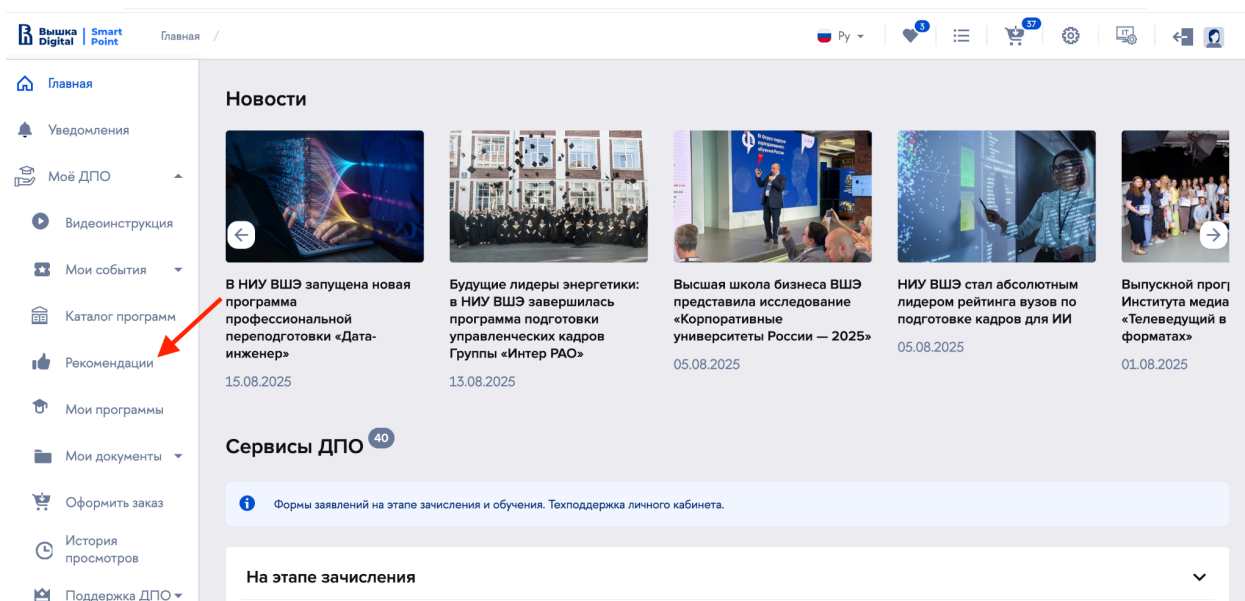 Вышка | Smart
Digital | Point
Главная /
Ру
3
37
IT
Главная
Уведомления
Моё ДПО
Видеоинструкция
Мои события
Каталог программ
Рекомендации
Мои программы
Мои документы
Оформить заказ
История
просмотров
Поддержка ДПО
Новости
В НИУ ВШЭ запущена новая
программа
профессиональной
переподготовки «Дата-
инженер»
15.08.2025
Будущие лидеры энергетики:
в НИУ ВШЭ завершилась
программа подготовки
управленческих кадров
Группы «Интер РАО»
13.08.2025
Высшая школа бизнеса ВШЭ
представила исследование
«Корпоративные
университеты России — 2025»
05.08.2025
НИУ ВШЭ стал абсолютным
лидером рейтинга вузов по
подготовке кадров для ИИ
05.08.2025
Выпускной прогр
Института медиа
«Телеведущий в
форматах»
01.08.2025
Сервисы ДПО 40
Формы заявлений на этапе зачисления и обучения. Техподдержка личного кабинета.
На этапе зачисления